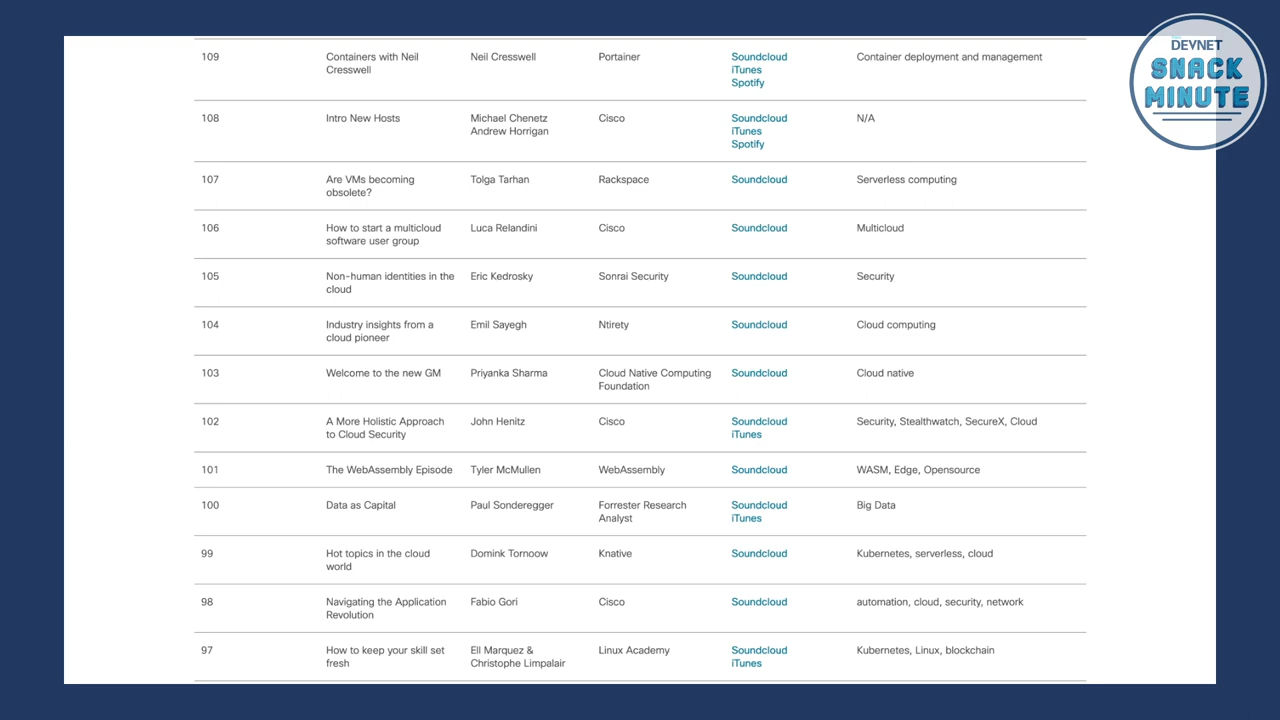 DEVNET
SNACK
MINUTE
109 Containers with Neil Neil Cresswell Portainer Soundcloud Container deployment and management
Cresswell iTunes
Spotify
108 Intro New Hosts Michael Chenetz Cisco Soundcloud N/A
Andrew Horrigan iTunes
Spotify
107 Are VMs becoming Tolga Tarhan Rackspace Soundcloud Serverless computing
obsolete?
106 How to start a multicloud Luca Relandini Cisco Soundcloud Multicloud
software user group
105 Non-human identities in the Eric Kedrosky Sonrai Security Soundcloud Security
cloud
104 Industry insights from a Emil Sayegh Ntirety Soundcloud Cloud computing
cloud pioneer
103 Welcome to the new GM Priyanka Sharma Cloud Native Computing Soundcloud Cloud native
Foundation
102 A More Holistic Approach John Henitz Cisco Soundcloud Security, Stealthwatch, SecureX, Cloud
to Cloud Security iTunes
101 The WebAssembly Episode Tyler McMullen WebAssembly Soundcloud WASM, Edge, Opensource
100 Data as Capital Paul Sonderegger Forrester Research Soundcloud Big Data
Analyst iTunes
99 Hot topics in the cloud Domink Tornoow Knative Soundcloud Kubernetes, serverless, cloud
world
98 Navigating the Application Fabio Gori Cisco Soundcloud automation, cloud, security, network
Revolution
97 How to keep your skill set Ell Marquez & Linux Academy Soundcloud Kubernetes, Linux, blockchain
fresh Christophe Limpalair iTunes